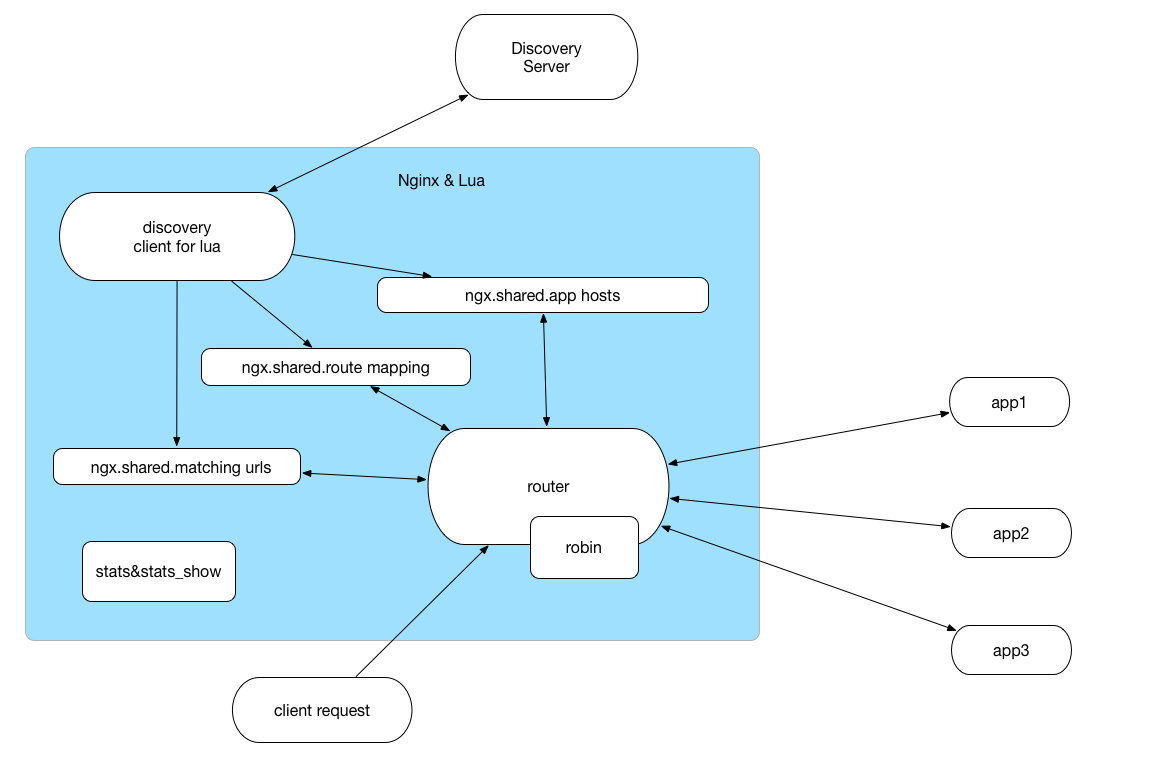 Discovery
Server
Nginx & Lua
discovery
client for lua
ngx.shared.app hosts
ngx.shared.route mapping
app1
ngx.shared.matching urls
router
app2
robin
stats&stats_show
app3
client request